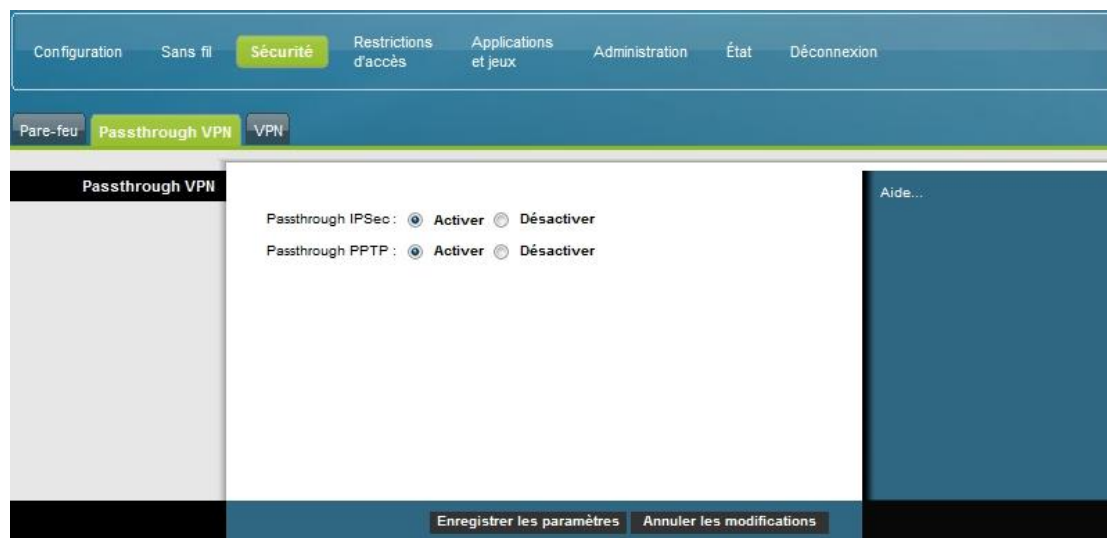 Configuration Sans fil Sécurité Restrictions d'accès Applications et jeux Administration État Déconnexion
Pare-feu Passthrough VPN VPN
Passthrough VPN
Aide...
Passthrough IPSec : Activer Désactiver
Passthrough PPTP : Activer Désactiver
Enregistrer les paramètres Annuler les modifications